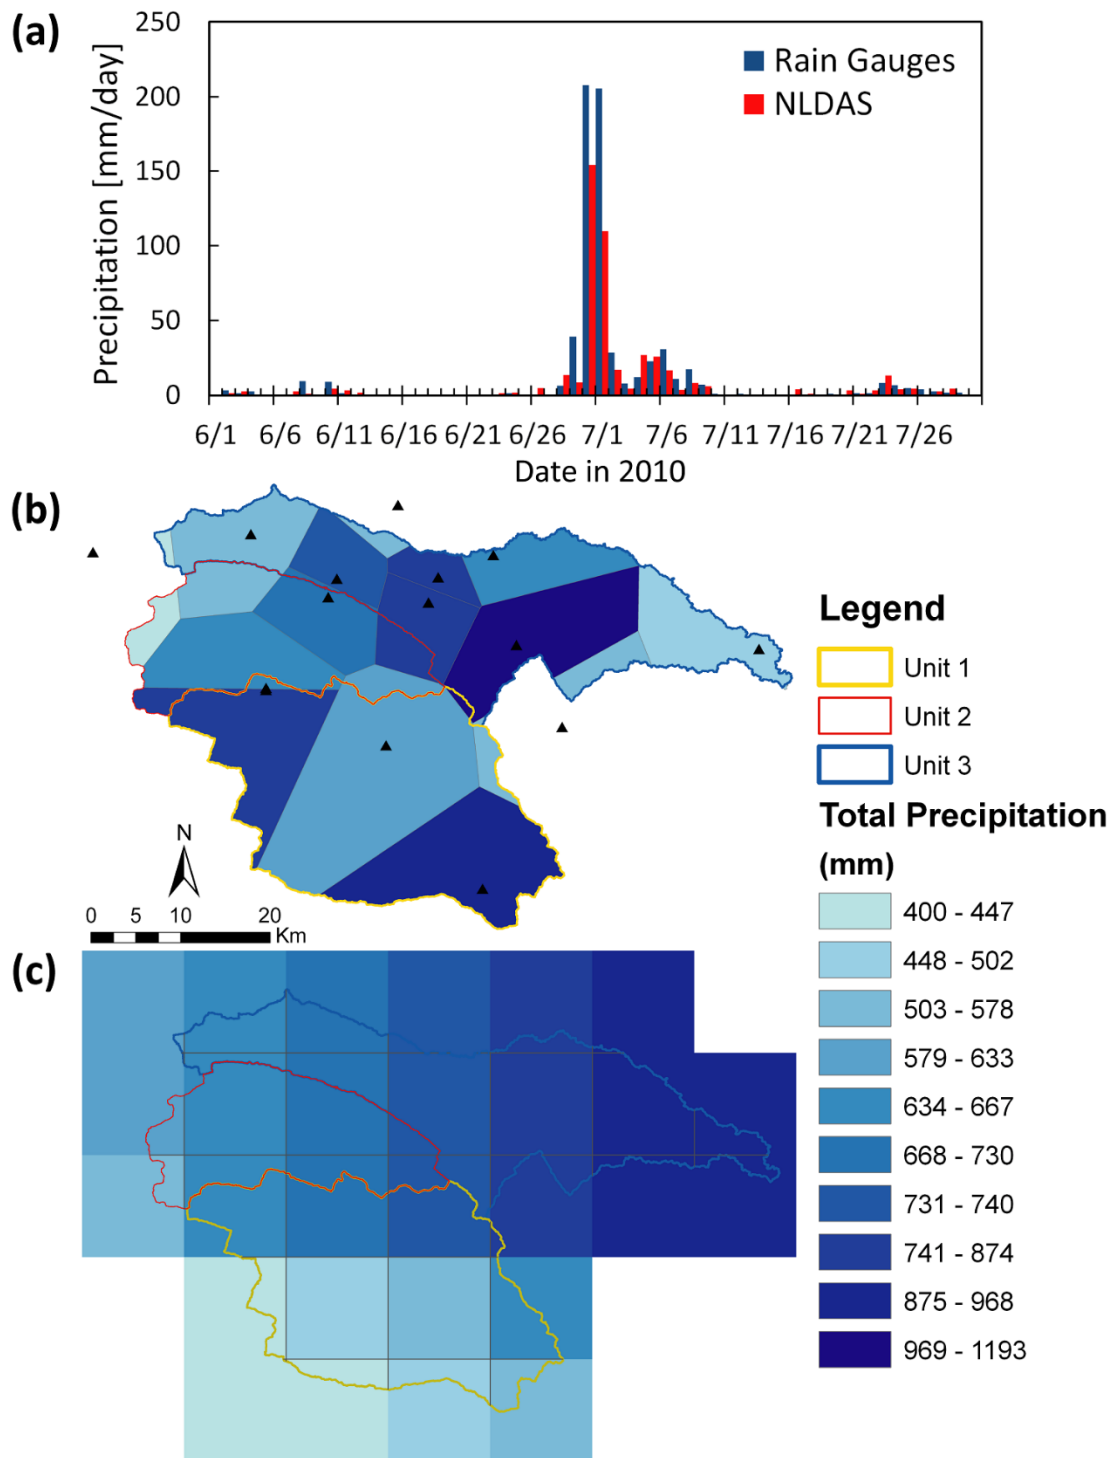 (a)
Precipitation [mm/day]
250
200
150
100
50
0
Rain Gauges
NLDAS
6/1 6/6 6/11 6/16 6/21 6/26 7/1 7/6 7/11 7/16 7/21 7/26
Date in 2010
(b)
N
0 5 10 20
Km
Legend
Unit 1
Unit 2
Unit 3
Total Precipitation
(mm)
400 - 447
448 - 502
503 - 578
579 - 633
634 - 667
668 - 730
731 - 740
741 - 874
875 - 968
969 - 1193
(c)